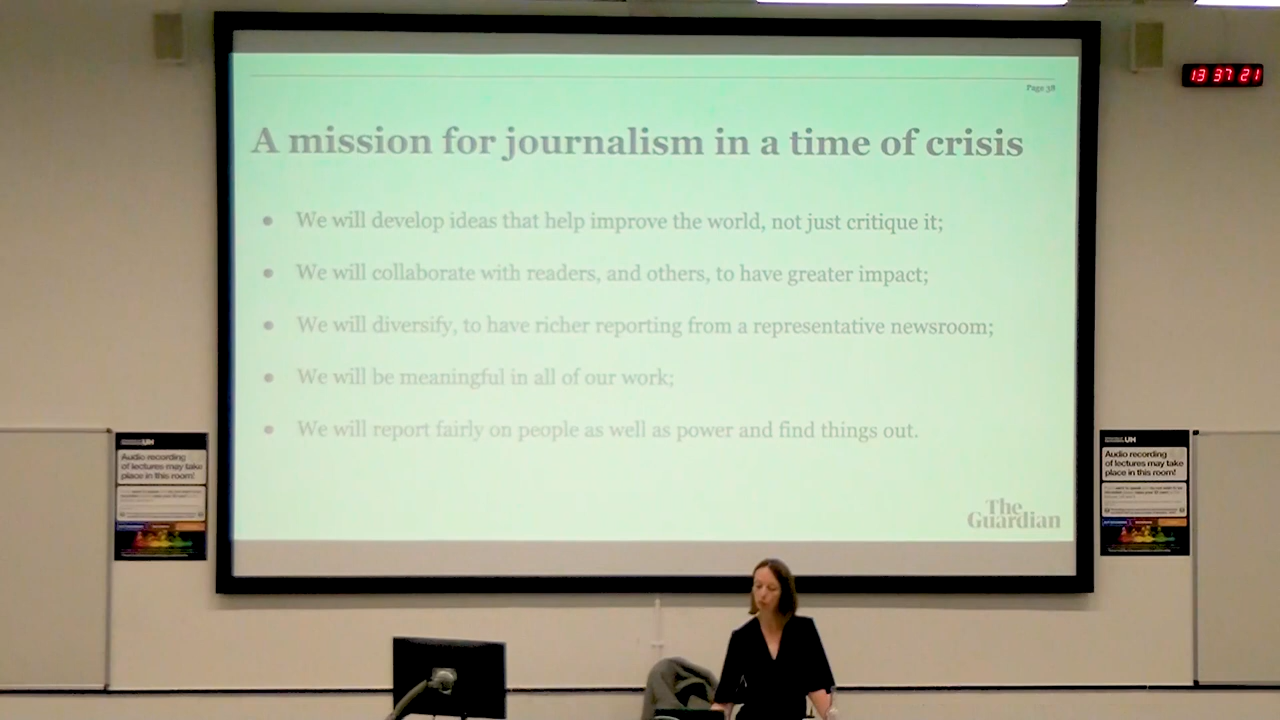 13 37 21
Page 38
A mission for journalism in a time of crisis
● We will develop ideas that help improve the world, not just critique it;
● We will collaborate with readers, and others, to have greater impact;
● We will diversify, to have richer reporting from a representative newsroom;
● We will be meaningful in all of our work;
● We will report fairly on people as well as power and find things out.
The
Guardian
UH
Audio recording
of lectures may take
place in this room!
UH
Audio recording
of lectures may take
place in this room!